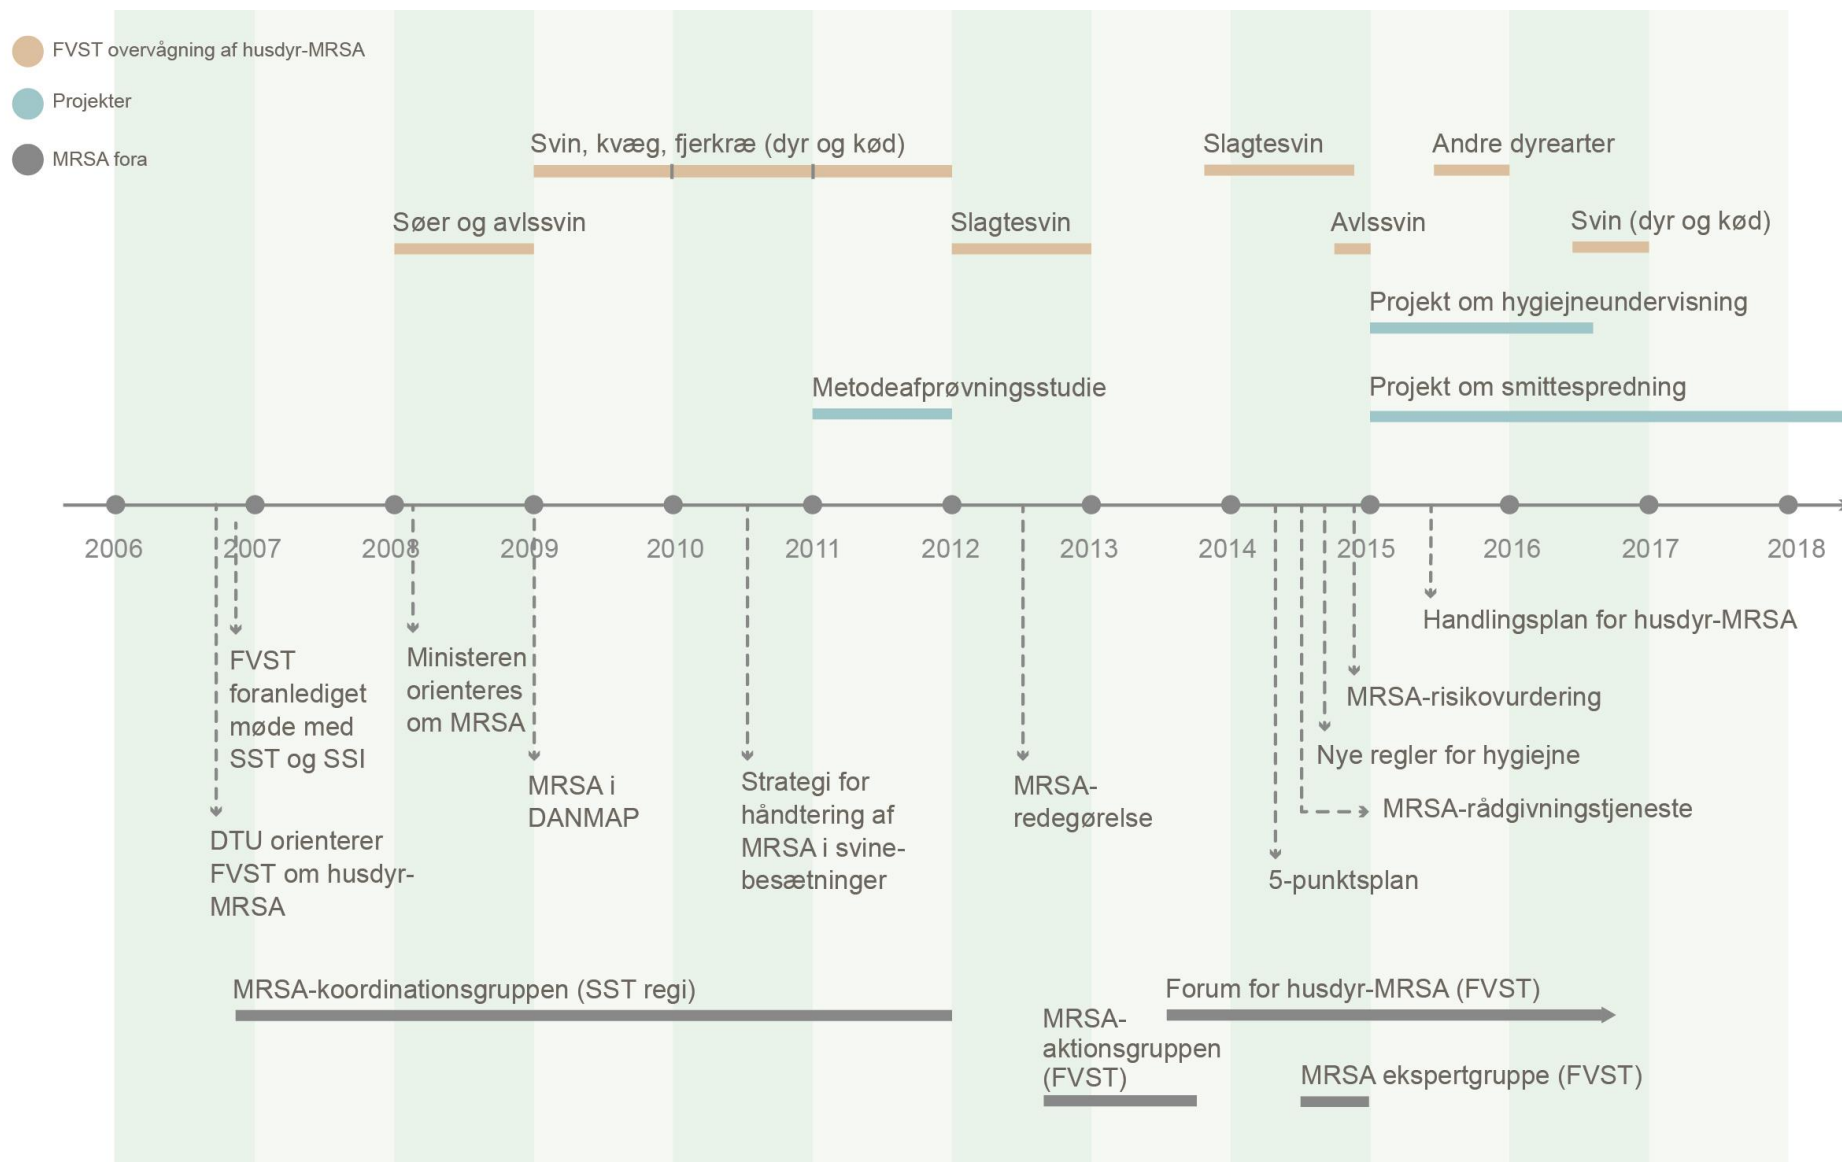 FVST overvågning af husdyr-MRSA
Projekter
MRSA fora
Svin, kvæg, fjerkræ (dyr og kød)
Slagtesvin
Andre dyrearter
Søer og avlssvin
Slagtesvin
Avlssvin
Svin (dyr og kød)
Projekt om hygiejneundervisning
Metodeafprøvningsstudie
Projekt om smittespredning
2006
2007
2008
2009
2010
2011
2012
2013
2014
2015
2016
2017
2018
FVST
foranlediget
møde med
SST og SSI
DTU orienterer
FVST om husdyr-
MRSA
Ministeren
orienteres
om MRSA
MRSA i
DANMAP
Strategi for
håndtering af
MRSA i svine-
besætninger
MRSA-
redegørelse
Handlingsplan for husdyr-MRSA
MRSA-risikovurdering
Nye regler for hygiejne
MRSA-rådgivningstjeneste
5-punktsplan
MRSA-koordinationsgruppen (SST regi)
MRSA-
aktionsgruppen
(FVST)
Forum for husdyr-MRSA (FVST)
MRSA ekspertgruppe (FVST)